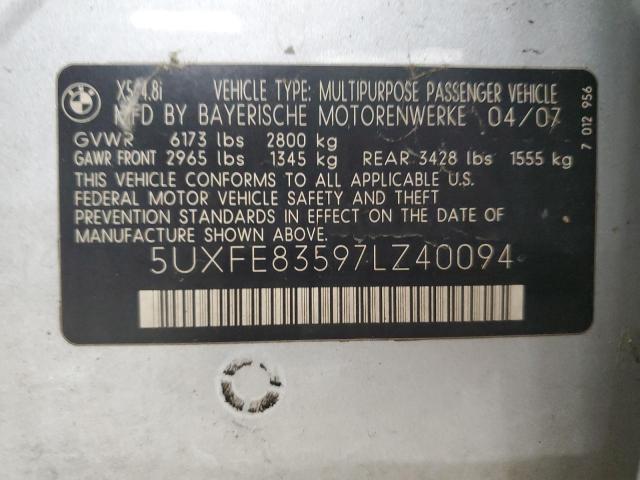 BMW
X5 4.8i VEHICLE TYPE: MULTIPURPOSE PASSENGER VEHICLE
MFD BY BAYERISCHE MOTORENWERKE 04/07
GVWR 6173 lbs 2800 kg
GAWR FRONT 2965 lbs 1345 kg REAR 3428 lbs 1555 kg
THIS VEHICLE CONFORMS TO ALL APPLICABLE U.S.
FEDERAL MOTOR VEHICLE SAFETY AND THEFT
PREVENTION STANDARDS IN EFFECT ON THE DATE OF
MANUFACTURE SHOWN ABOVE.
5UXFE83597LZ40094
7 012 956